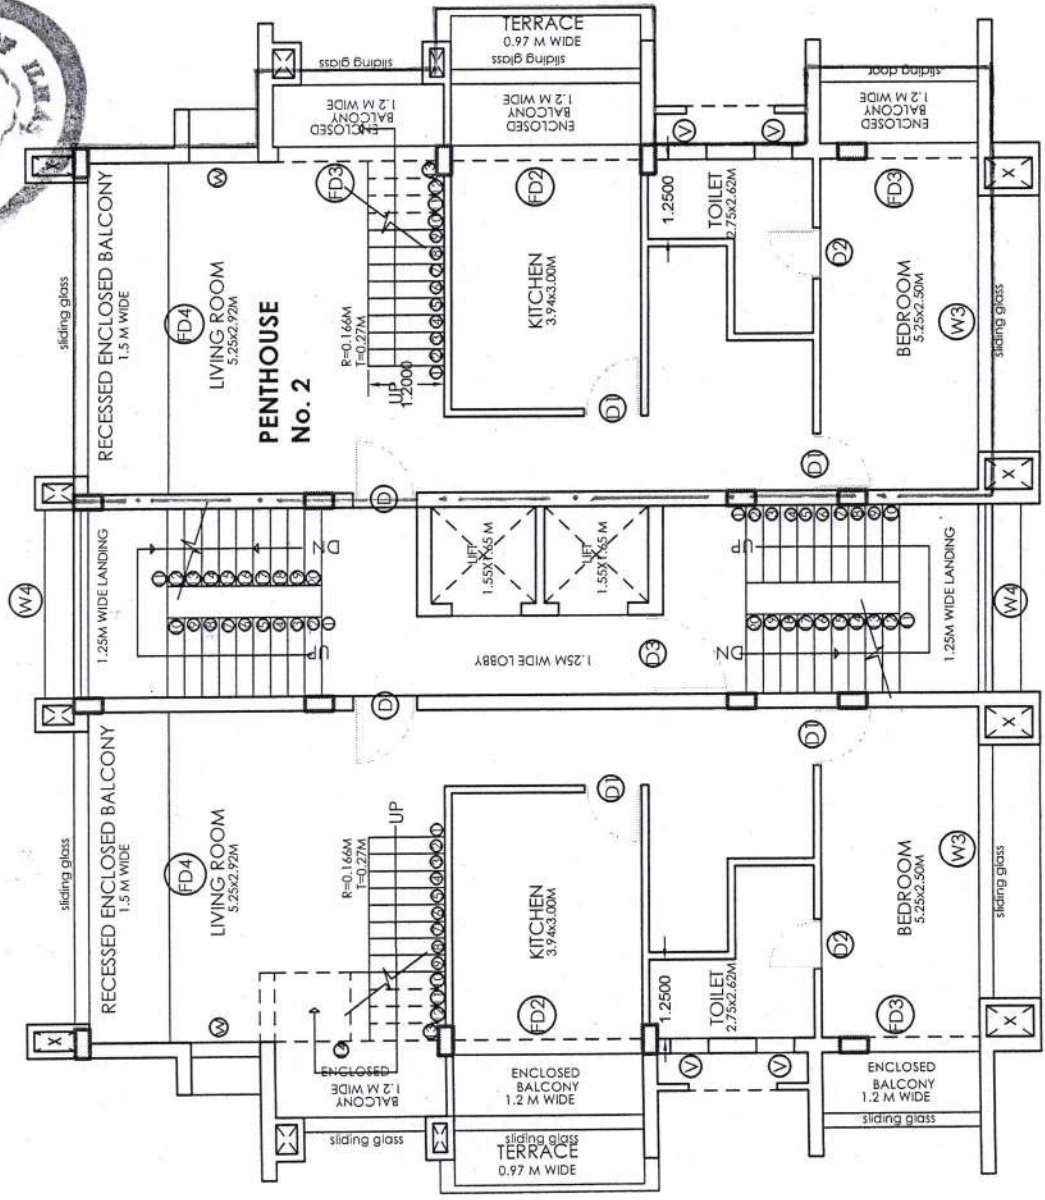 TERRACE
0.97 M WIDE
sliding glass
sliding glass
sliding door
ENCLOSED
BALCONY
1.2 M WIDE
ENCLOSED
BALCONY
1.2 M WIDE
ENCLOSED
BALCONY
1.2 M WIDE
V
V
X
X
RECESSED ENCLOSED BALCONY
1.5 M WIDE
sliding glass
W
FD3
FD2
FD3
FD4
LIVING ROOM
5.25x2.92M
PENTHOUSE
No. 2
R=0.166M
T=0.27M
UP
1.2000
KITCHEN
3.94x3.00M
1.2500
TOILET
2.75x2.62M
D2
BEDROOM
5.25x2.50M
W3
sliding glass
D1
D1
D
X
W4
1.25M WIDE LANDING
DN
UP
LIFT
1.55X1.65 M
LIFT
1.55X1.65 M
1.25M WIDE LOBBY
D3
UP
DN
1.25M WIDE LANDING
W4
D
D1
D1
X
RECESSED ENCLOSED BALCONY
1.5 M WIDE
sliding glass
FD4
LIVING ROOM
5.25x2.92M
R=0.166M
T=0.27M
UP
KITCHEN
3.94x3.00M
FD2
1.2500
TOILET
2.75x2.62M
D2
BEDROOM
5.25x2.50M
W3
FD3
sliding glass
W
X
X
V
V
ENCLOSED
BALCONY
1.2 M WIDE
ENCLOSED
BALCONY
1.2 M WIDE
ENCLOSED
BALCONY
1.2 M WIDE
sliding glass
sliding glass
sliding glass
TERRACE
0.97 M WIDE